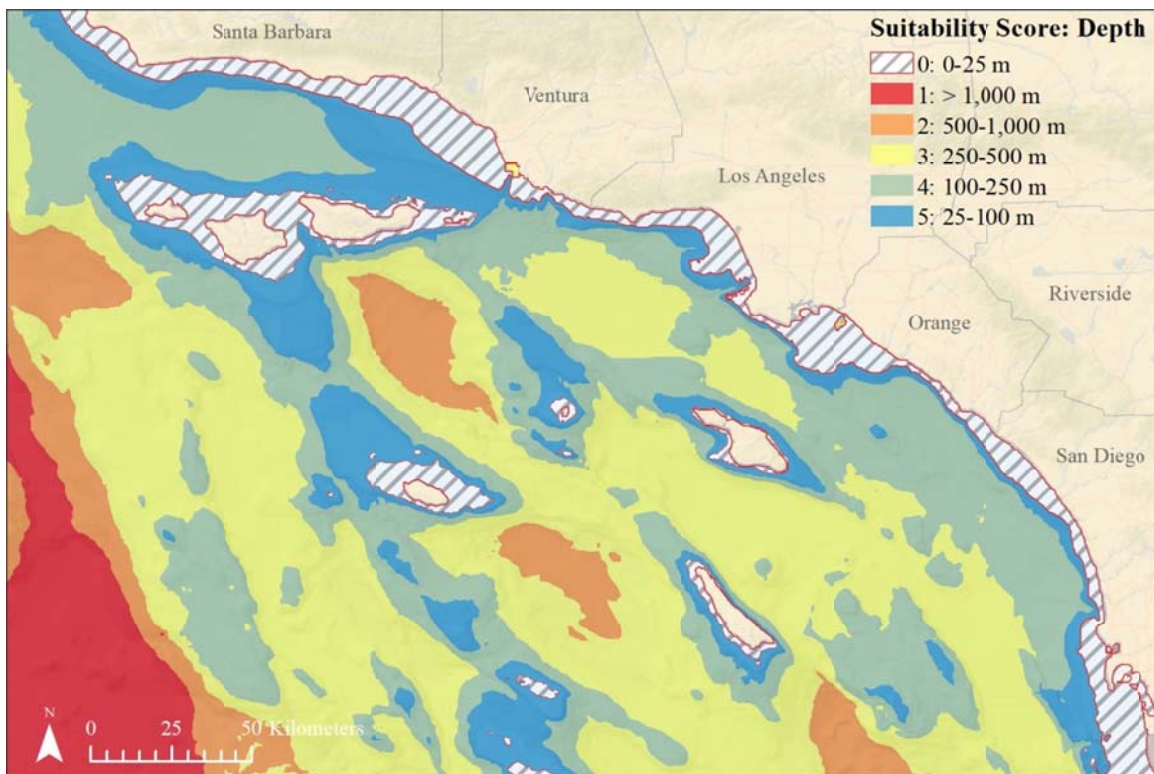 Suitability Score: Depth
0: 0-25 m
1: > 1,000 m
2: 500-1,000 m
3: 250-500 m
4: 100-250 m
5: 25-100 m
Santa Barbara
Ventura
Los Angeles
Riverside
Orange
San Diego
N
0 25 50 Kilometers